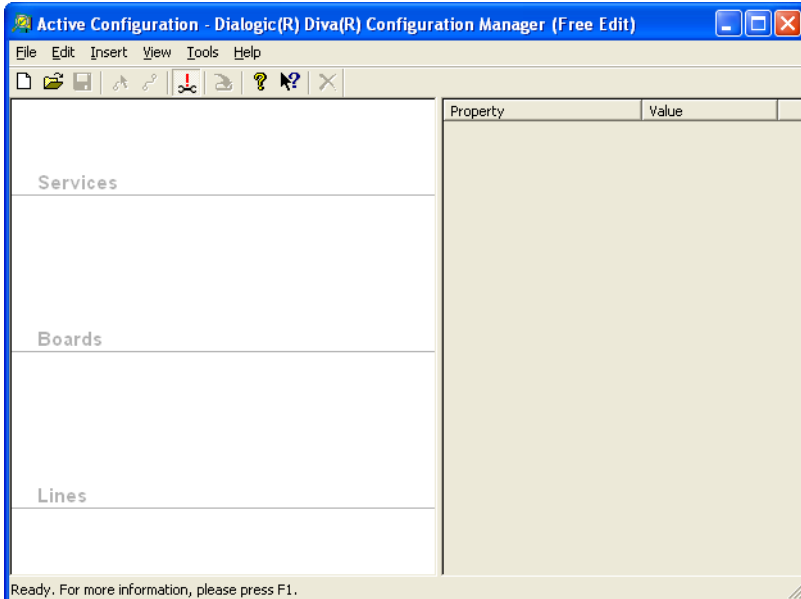 Active Configuration - Dialogic(R) Diva(R) Configuration Manager (Free Edit)
File Edit Insert View Tools Help
Property Value
Services
Boards
Lines
Ready. For more information, please press F1.